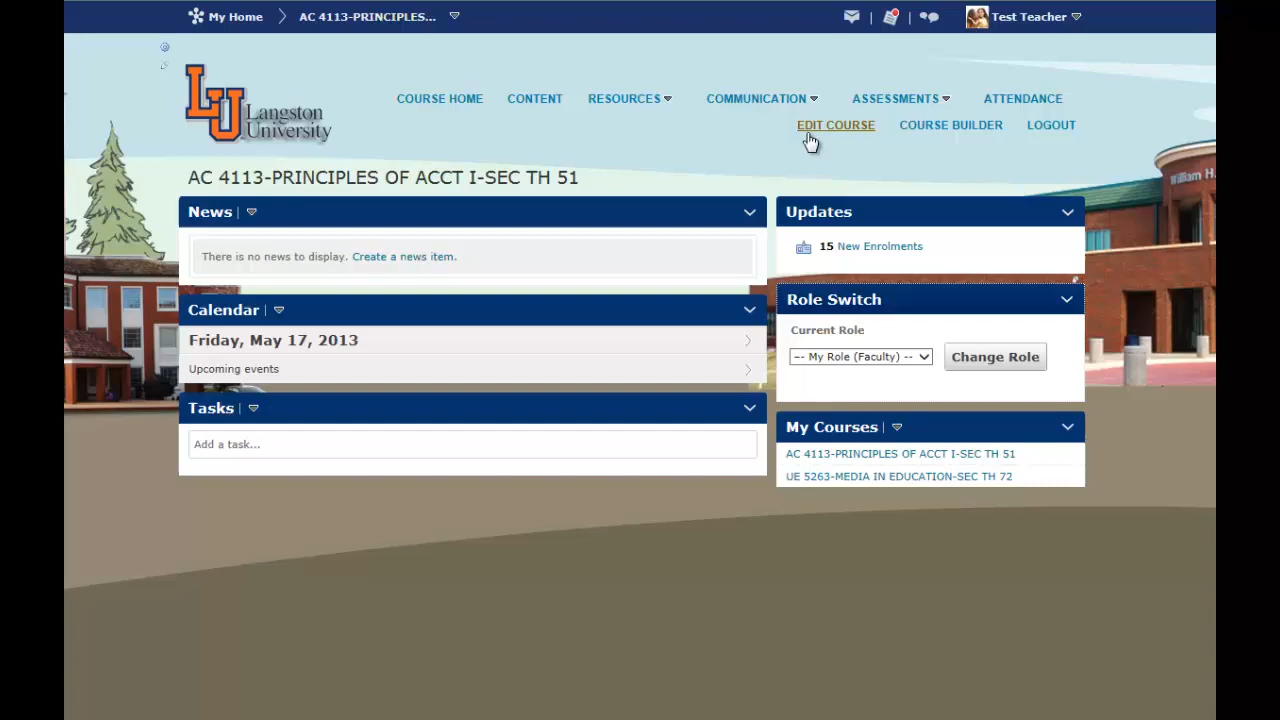 My Home
AC 4113-PRINCIPLES...
Test Teacher
LU Langston University
COURSE HOME
CONTENT
RESOURCES
COMMUNICATION
ASSESSMENTS
ATTENDANCE
EDIT COURSE
COURSE BUILDER
LOGOUT
William H.
AC 4113-PRINCIPLES OF ACCT I-SEC TH 51
News
There is no news to display. Create a news item.
Calendar
Friday, May 17, 2013
Upcoming events
Tasks
Add a task...
Updates
15 New Enrolments
Role Switch
Current Role
-- My Role (Faculty) --
Change Role
My Courses
AC 4113-PRINCIPLES OF ACCT I-SEC TH 51
UE 5263-MEDIA IN EDUCATION-SEC TH 72